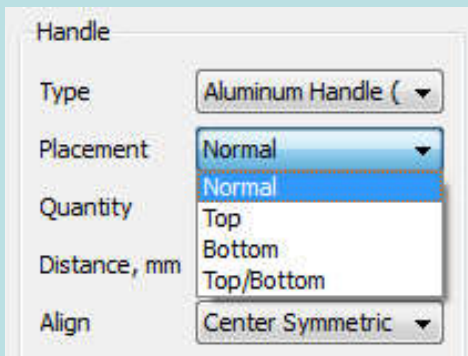 Handle
Type Aluminum Handle (
Placement Normal
Normal
Quantity
Top
Bottom
Distance, mm
Top/Bottom
Align Center Symmetric